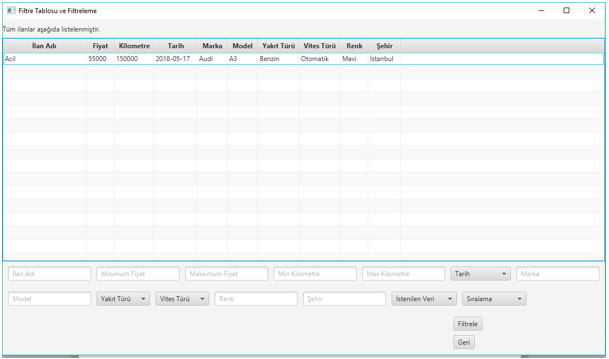 Filtre Tablosu ve Filtreleme
Tüm ilanlar aşağıda listelenmiştir.
İlan Adı Fiyat Kilometre Tarih Marka Model Yakıt Türü Vites Türü Renk Şehir
Acil 55000 150000 2018-05-17 Audi A3 Benzin Otomatik Mavi İstanbul
İlan Adı Minimum Fiyat Maksimum Fiyat Min Kilometre Max Kilometre Tarih Marka
Model Yakıt Türü Vites Türü Renk Şehir İstenilen Veri Sıralama
Filtrele
Geri